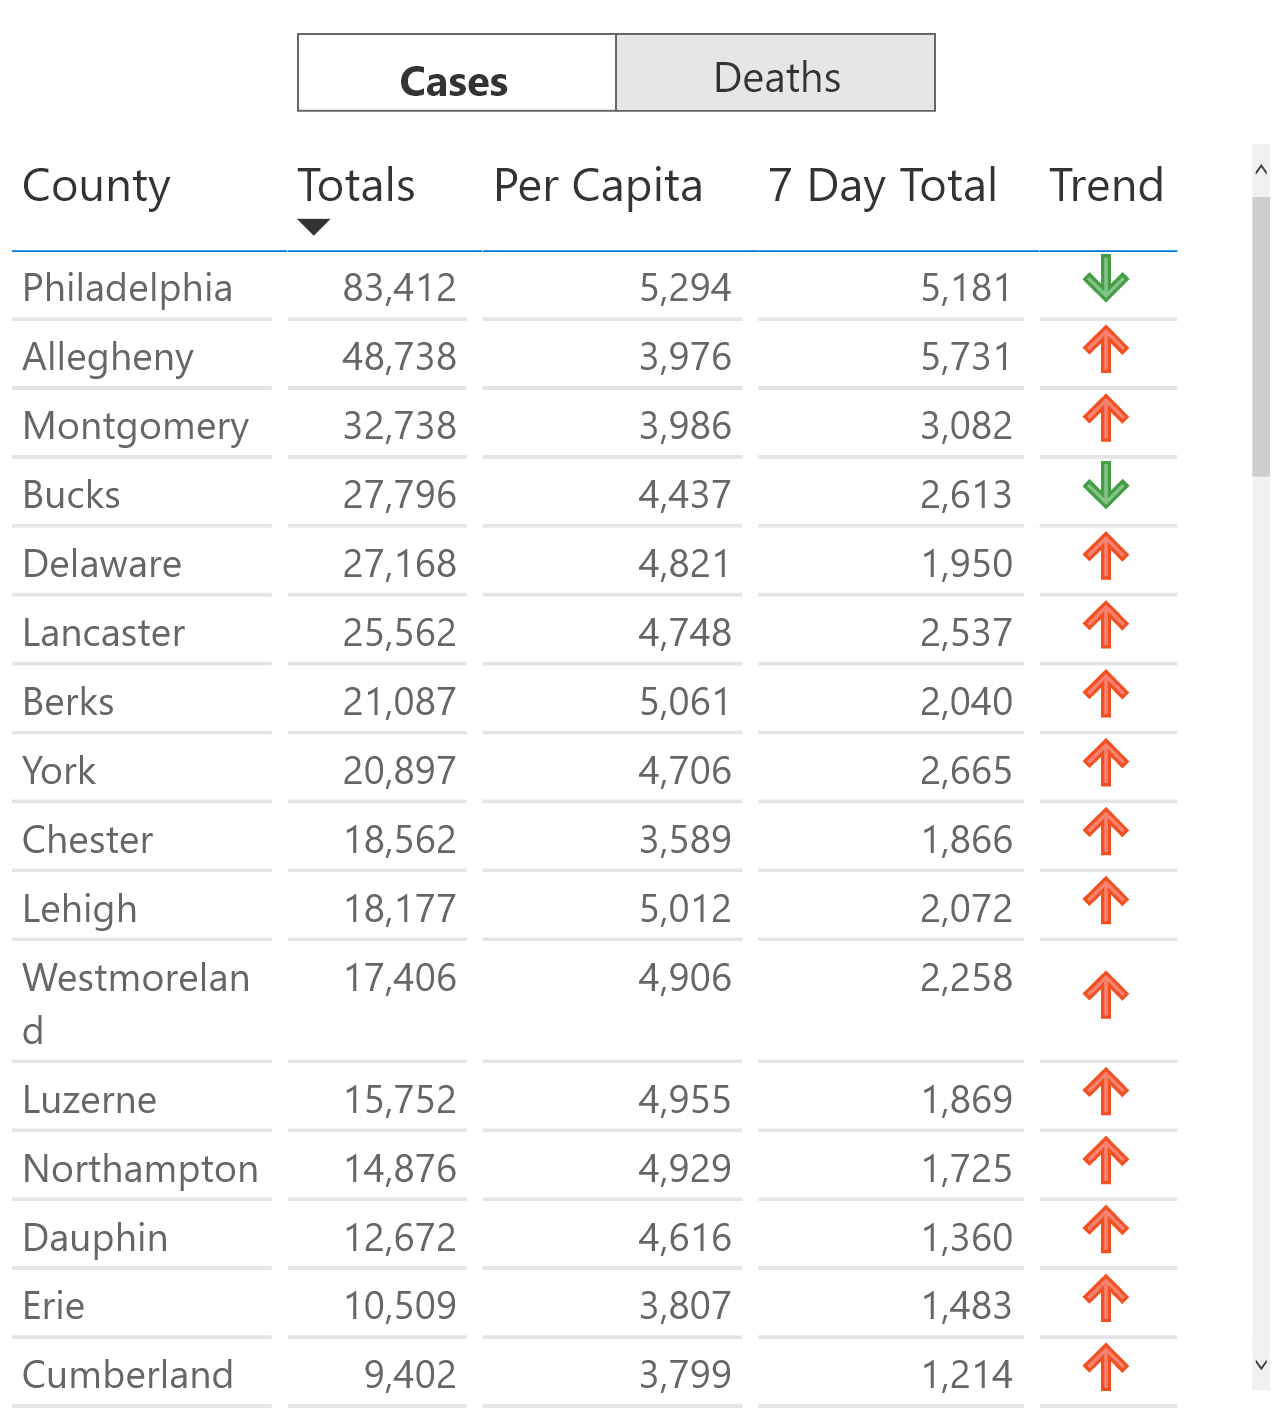 Cases Deaths
County Totals Per Capita 7 Day Total Trend
Philadelphia 83,412 5,294 5,181
Allegheny 48,738 3,976 5,731
Montgomery 32,738 3,986 3,082
Bucks 27,796 4,437 2,613
Delaware 27,168 4,821 1,950
Lancaster 25,562 4,748 2,537
Berks 21,087 5,061 2,040
York 20,897 4,706 2,665
Chester 18,562 3,589 1,866
Lehigh 18,177 5,012 2,072
Westmorelan 17,406 4,906 2,258
d
Luzerne 15,752 4,955 1,869
Northampton 14,876 4,929 1,725
Dauphin 12,672 4,616 1,360
Erie 10,509 3,807 1,483
Cumberland 9,402 3,799 1,214